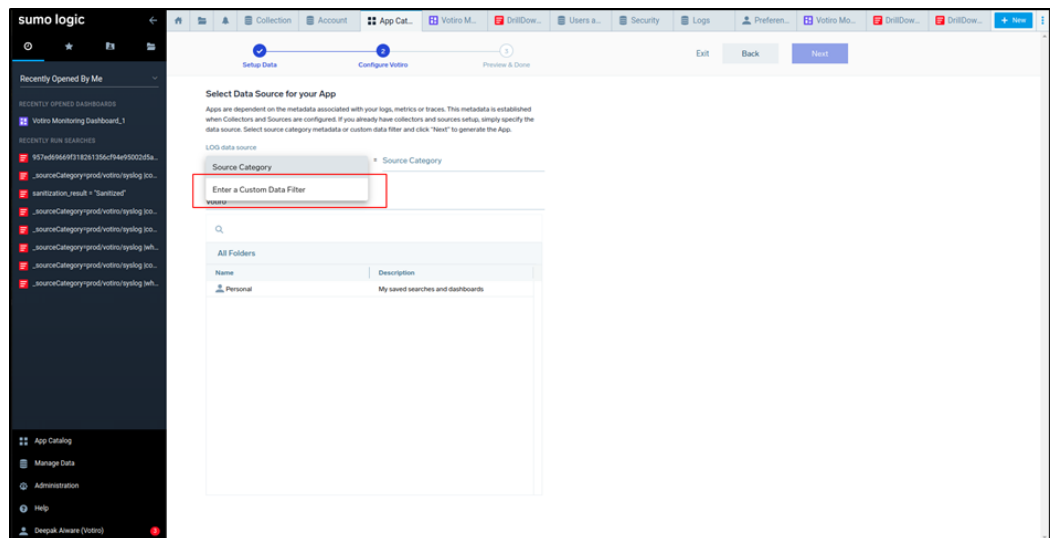 sumo logic
Collection
Account
App Cat...
Votiro M...
DrillDow...
Users a...
Security
Logs
Preferen...
Votiro Mo...
DrillDow...
DrillDow...
+ New
Setup Data
2
Configure Votiro
3
Preview & Done
Exit
Back
Next
Recently Opened By Me
RECENTLY OPENED DASHBOARDS
Votiro Monitoring Dashboard_1
RECENTLY RUN SEARCHES
957ed69669f318261356cf94e95002d5a...
_sourceCategory=prod/votiro/syslog |co...
sanitization_result = "Sanitized"
_sourceCategory=prod/votiro/syslog |co...
_sourceCategory=prod/votiro/syslog |wh...
_sourceCategory=prod/votiro/syslog |co...
_sourceCategory=prod/votiro/syslog |wh...
App Catalog
Manage Data
Administration
Help
Deepak Aiware (Votiro)
3
Select Data Source for your App
Apps are dependent on the metadata associated with your logs, metrics or traces. This metadata is established
when Collectors and Sources are configured. If you already have collectors and sources setup, simply specify the
data source. Select source category metadata or custom data filter and click "Next" to generate the App.
LOG data source
Source Category
= Source Category
Enter a Custom Data Filter
Votiro
All Folders
Name
Description
Personal
My saved searches and dashboards